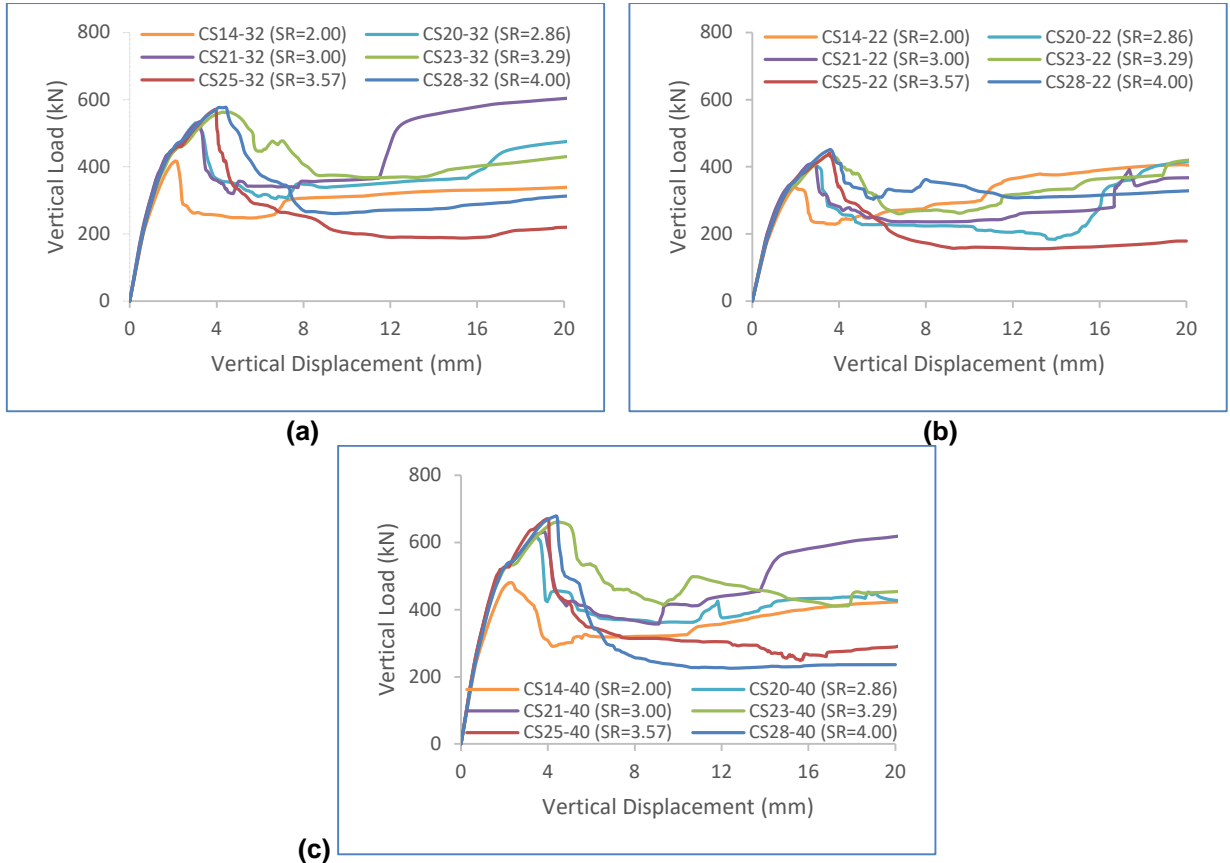 800
600
400
200
0
CS14-32 (SR=2.00) CS20-32 (SR=2.86)
CS21-32 (SR=3.00) CS23-32 (SR=3.29)
CS25-32 (SR=3.57) CS28-32 (SR=4.00)
Vertical Load (kN)
0 4 8 12 16 20
Vertical Displacement (mm)
(a)
800
600
400
200
0
CS14-22 (SR=2.00) CS20-22 (SR=2.86)
CS21-22 (SR=3.00) CS23-22 (SR=3.29)
CS25-22 (SR=3.57) CS28-22 (SR=4.00)
Vertical Load (kN)
0 4 8 12 16 20
Vertical Displacement (mm)
(b)
800
600
400
200
0
Vertical Load (kN)
CS14-40 (SR=2.00) CS20-40 (SR=2.86)
CS21-40 (SR=3.00) CS23-40 (SR=3.29)
CS25-40 (SR=3.57) CS28-40 (SR=4.00)
0 4 8 12 16 20
Vertical Displacement (mm)
(c)